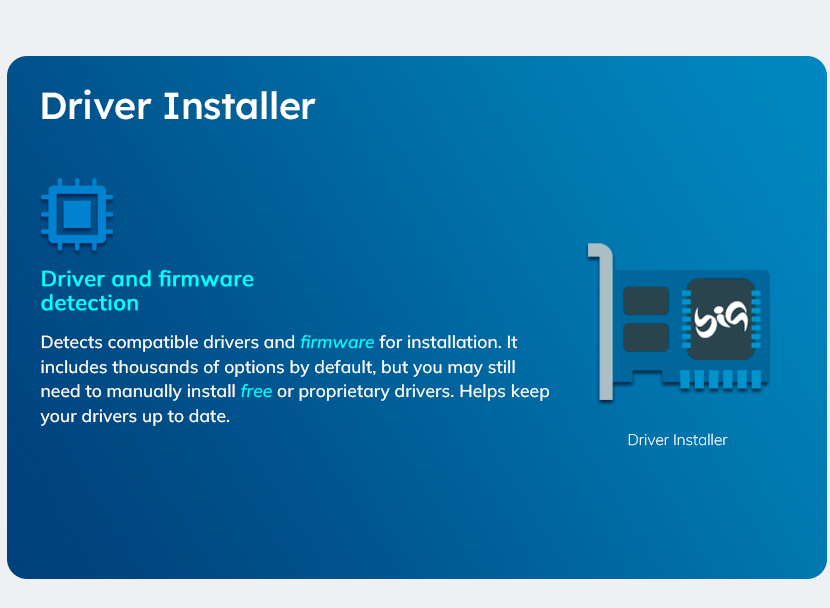 Driver Installer
Driver and firmware
detection
Detects compatible drivers and firmware for installation. It
includes thousands of options by default, but you may still
need to manually install free or proprietary drivers. Helps keep
your drivers up to date.
big
Driver Installer